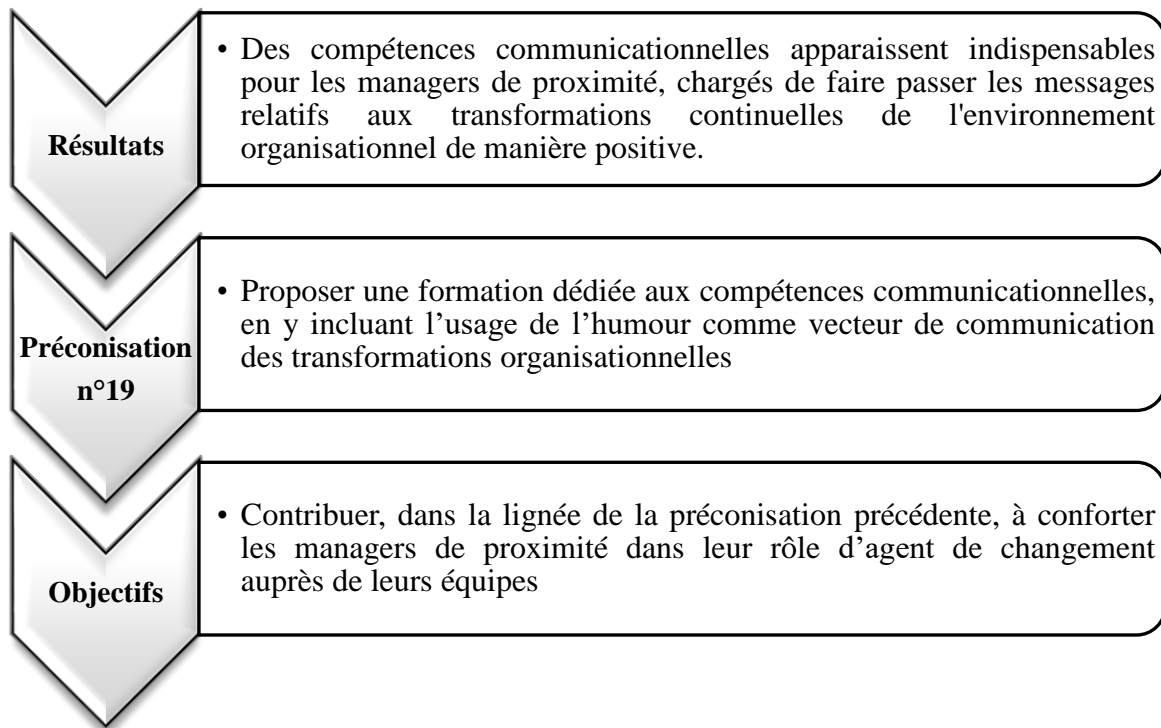 Résultats
• Des compétences communicationnelles apparaissent indispensables
pour les managers de proximité, chargés de faire passer les messages
relatifs aux transformations continuelles de l'environnement
organisationnel de manière positive.
Préconisation
n°19
• Proposer une formation dédiée aux compétences communicationnelles,
en y incluant l’usage de l’humour comme vecteur de communication
des transformations organisationnelles
Objectifs
• Contribuer, dans la lignée de la préconisation précédente, à conforter
les managers de proximité dans leur rôle d’agent de changement
auprès de leurs équipes